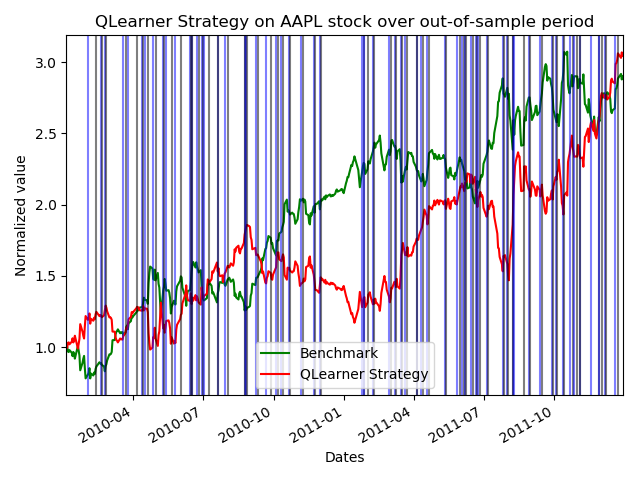 QLearner Strategy on AAPL stock over out-of-sample period
Normalized value
3.0
2.5
2.0
1.5
1.0
Benchmark
QLearner Strategy
2010-04
2010-07
2010-10
2011-01
2011-04
2011-07
2011-10
Dates